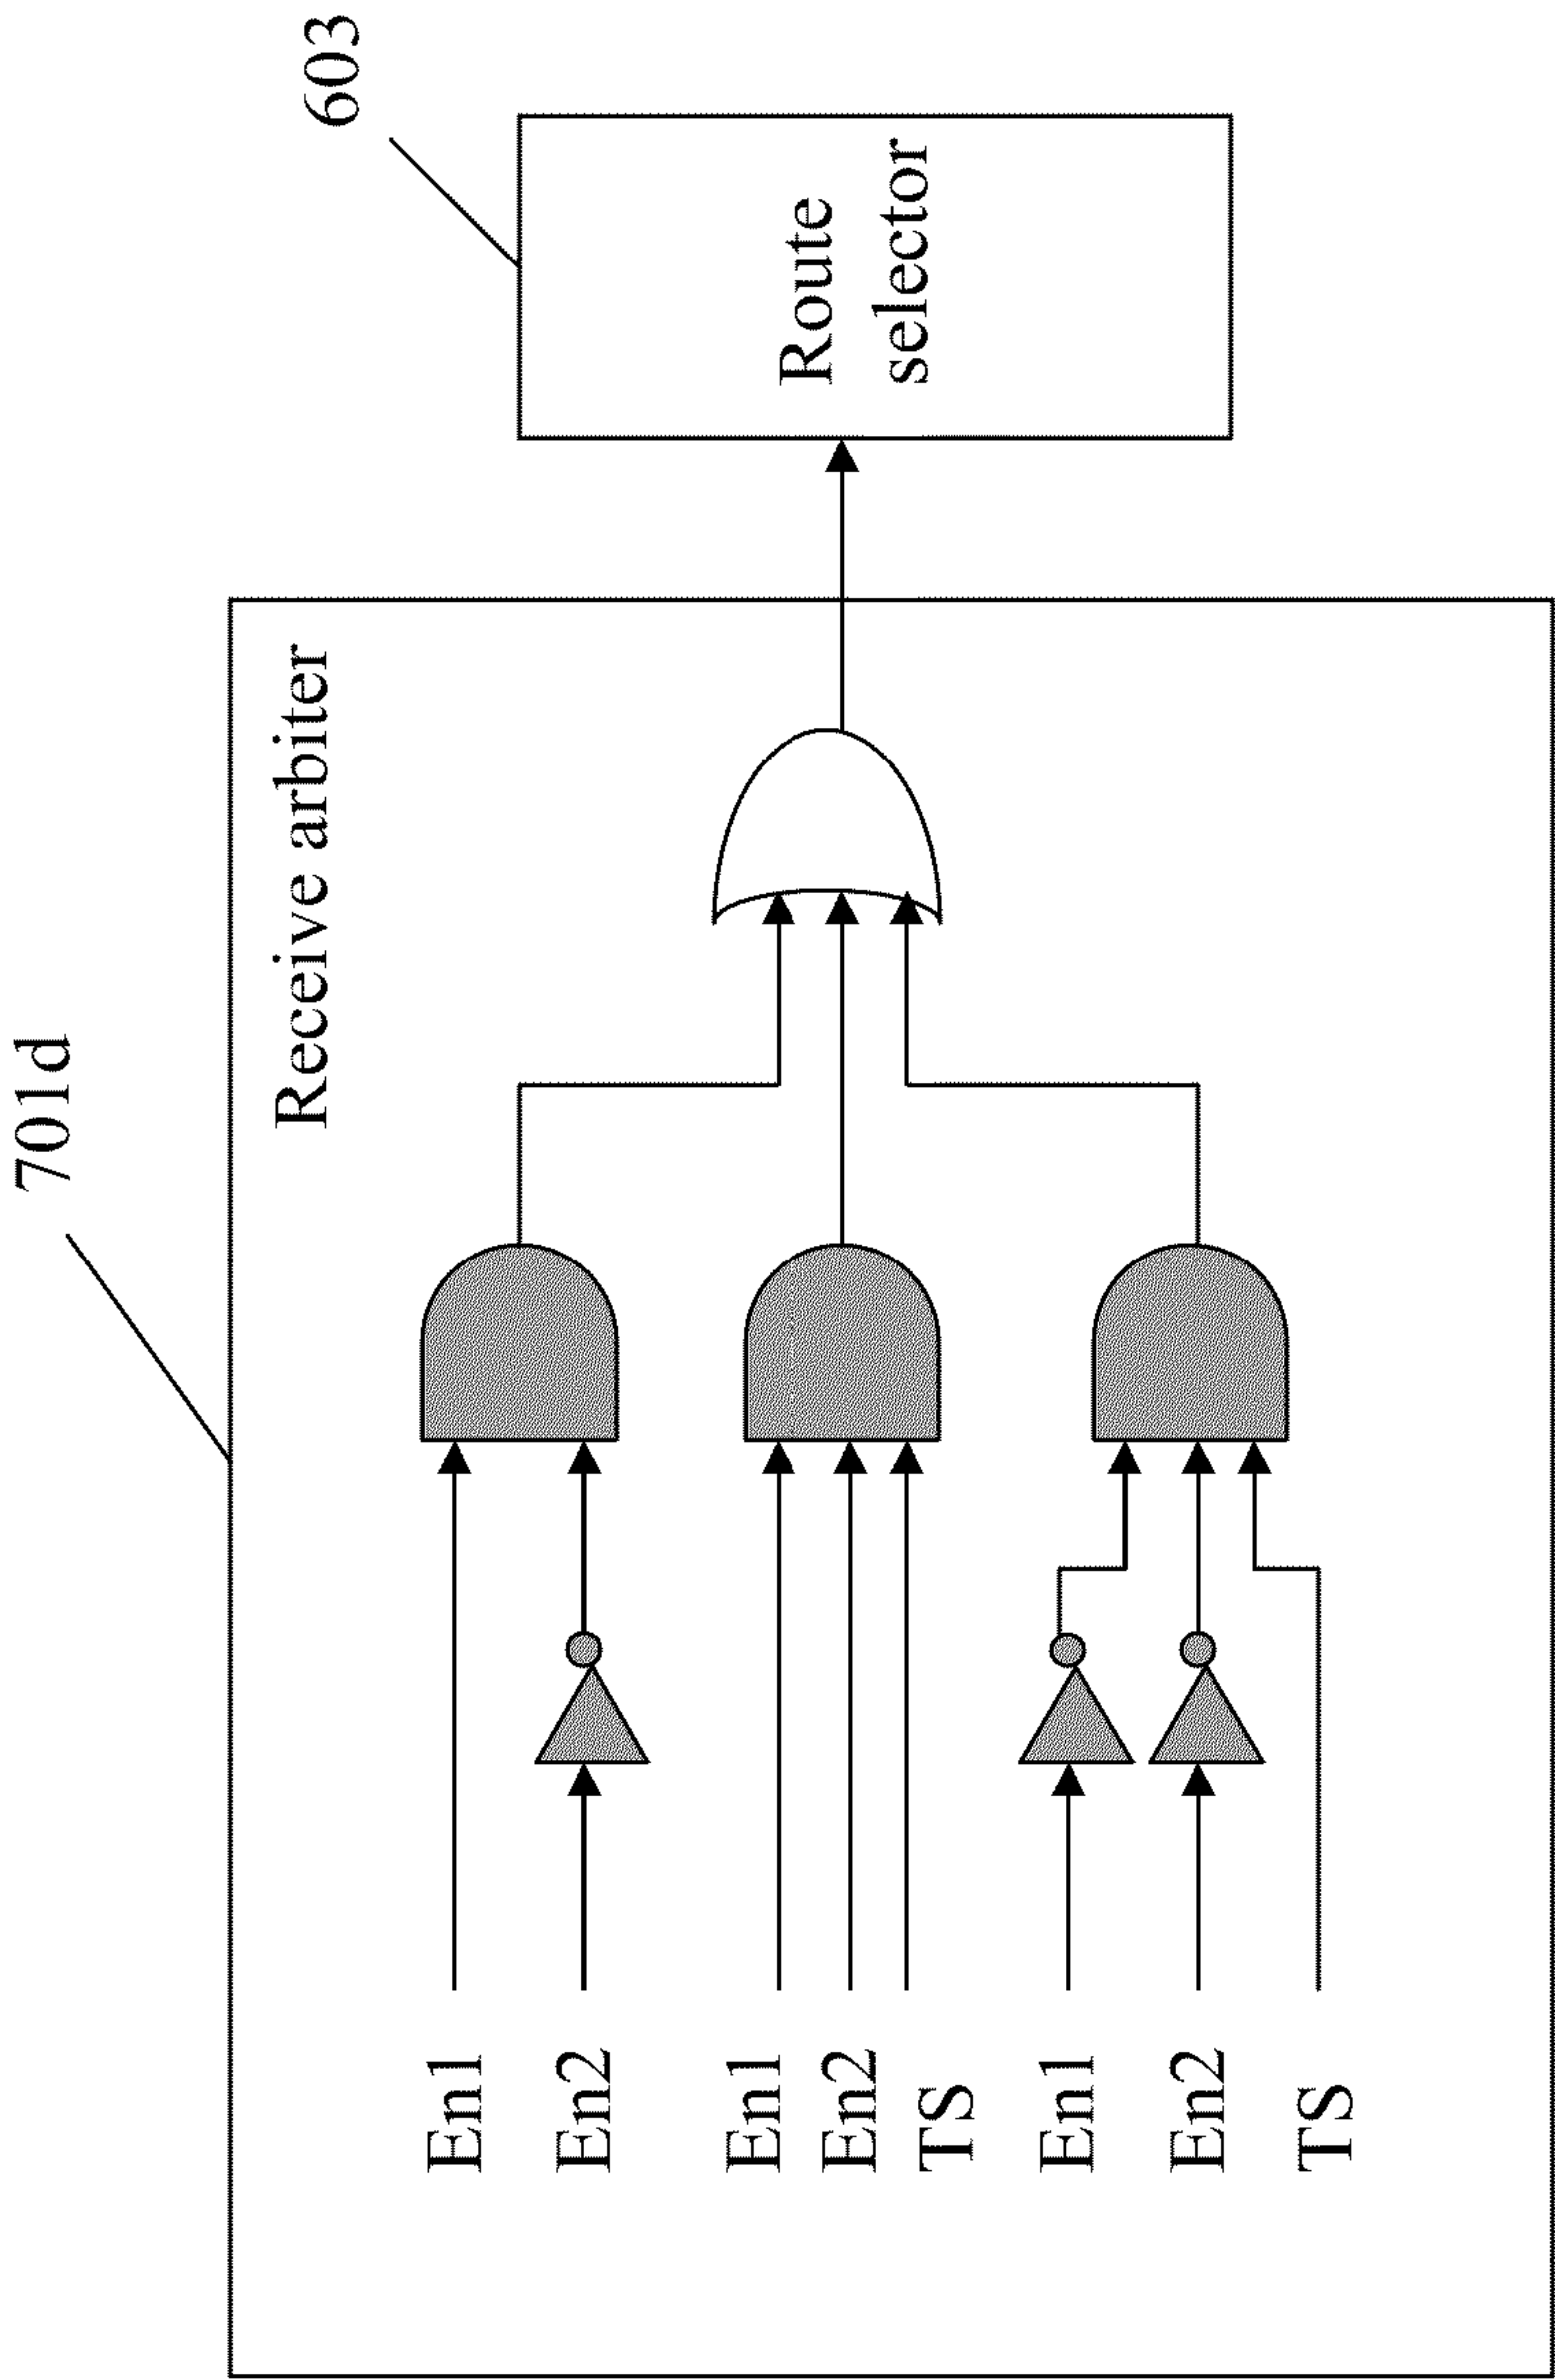 701d
603
Receive arbiter
Route
selector
En1
En2
En1
En2
TS
En1
En2
TS